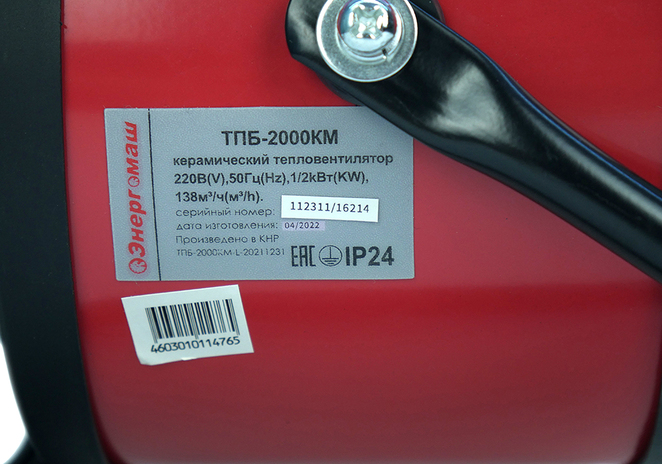 Энергомаш
ТПБ-2000КМ
керамический тепловентилятор
220В(V),50Гц(Hz),1/2кВт(KW),
138м³/ч(м³/h).
серийный номер: 112311/16214
дата изготовления: 04/2022
Произведено в КНР
ТПБ-2000КМ-L-20211231
EAC IP24
4603010114765